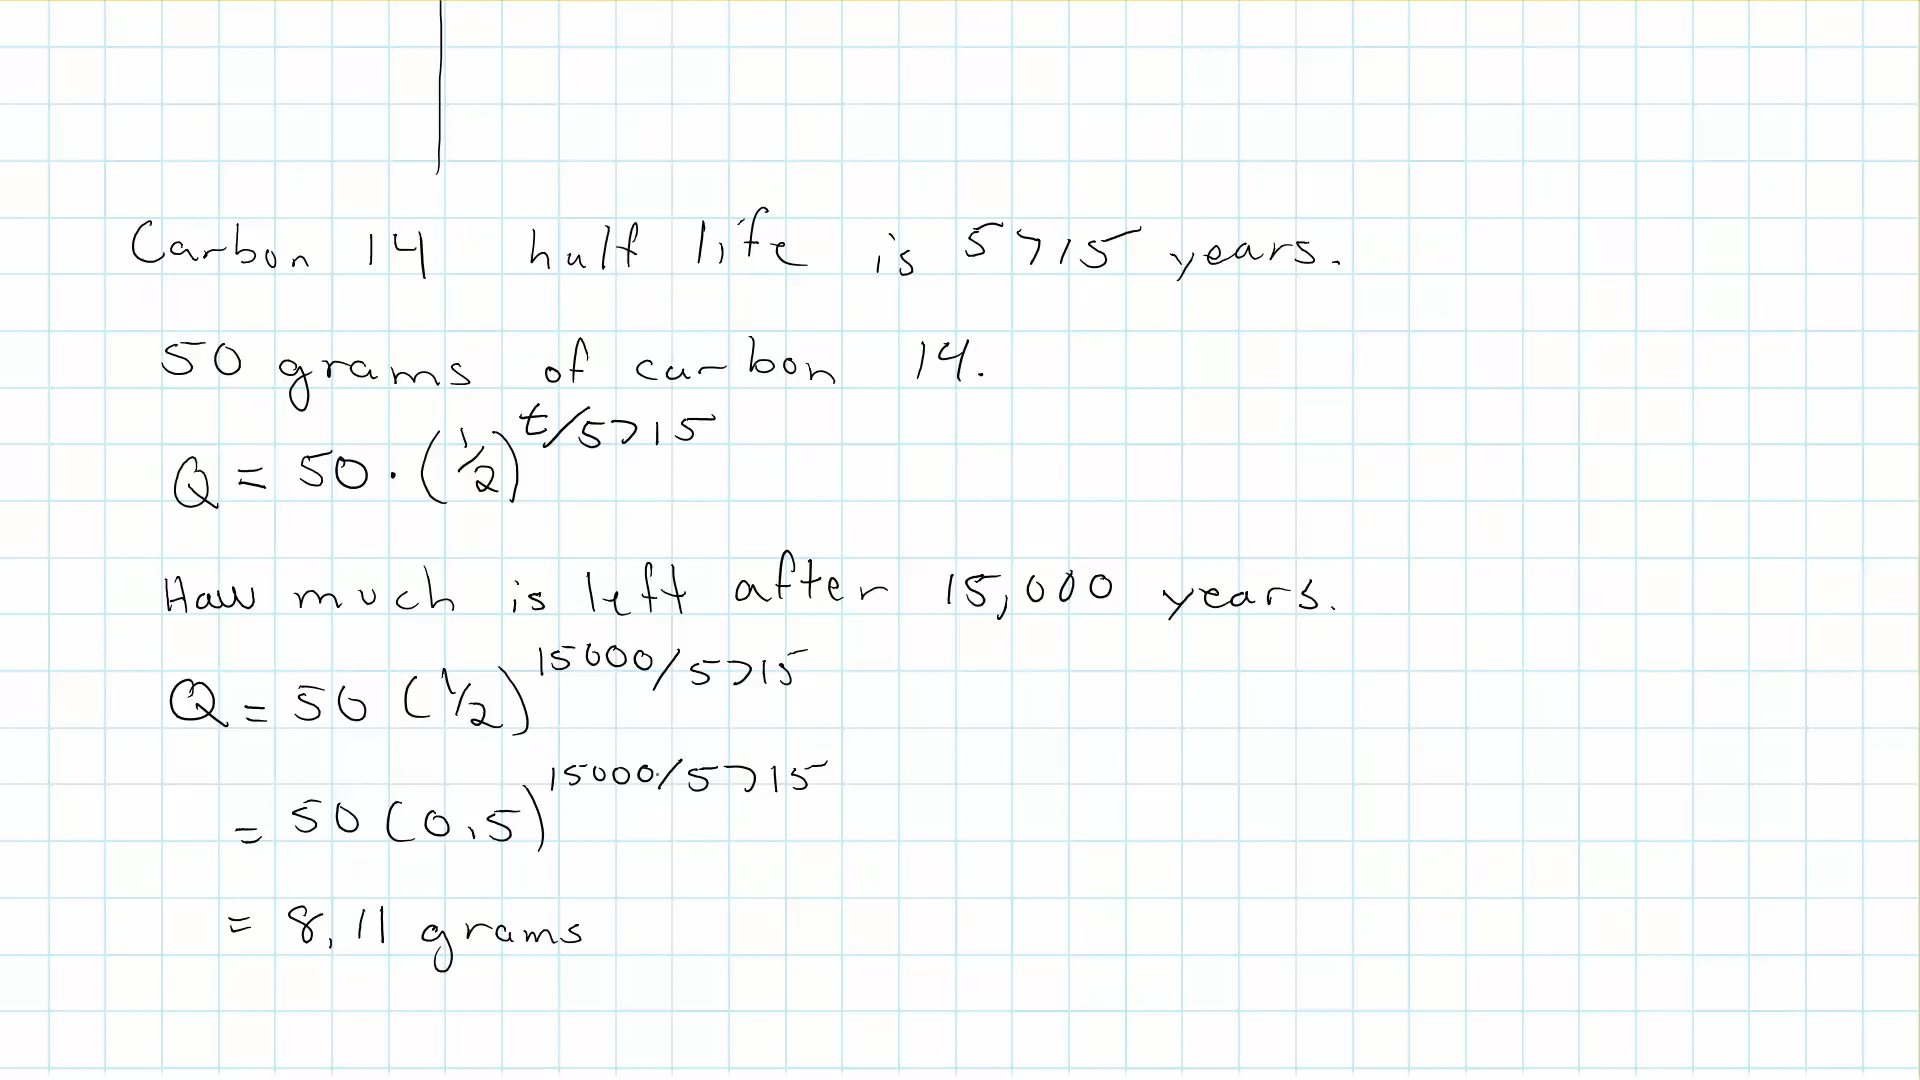 Carbon 14 half life is 5715 years.
50 grams of carbon 14.
Q = 50 · (1/2)^t/5715
How much is left after 15,000 years.
Q = 50 (1/2)^15000/5715
= 50 (0.5)^15000/5715
= 8.11 grams